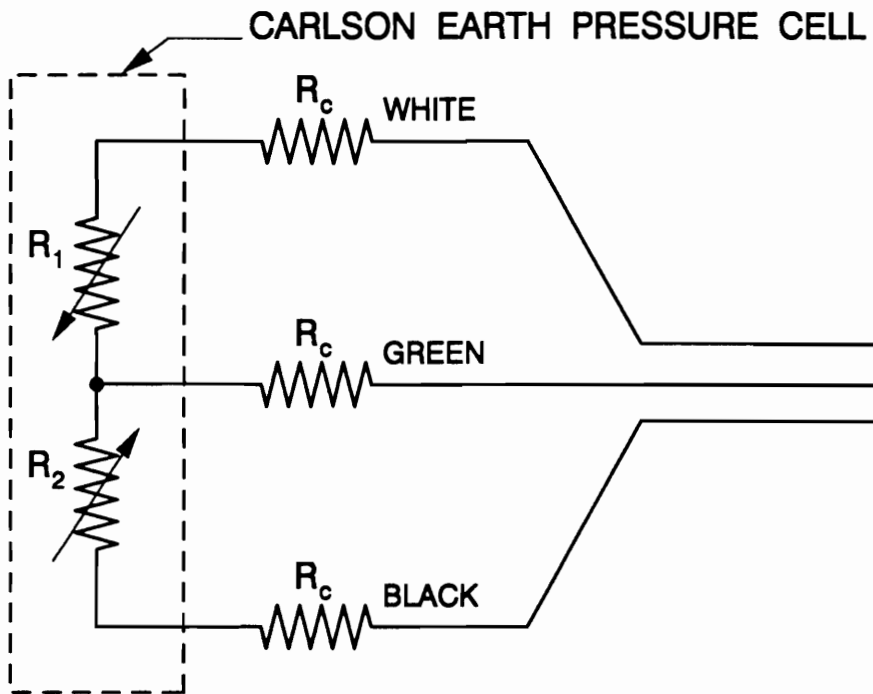 CARLSON EARTH PRESSURE CELL
Rc WHITE
R1
Rc GREEN
R2
Rc BLACK